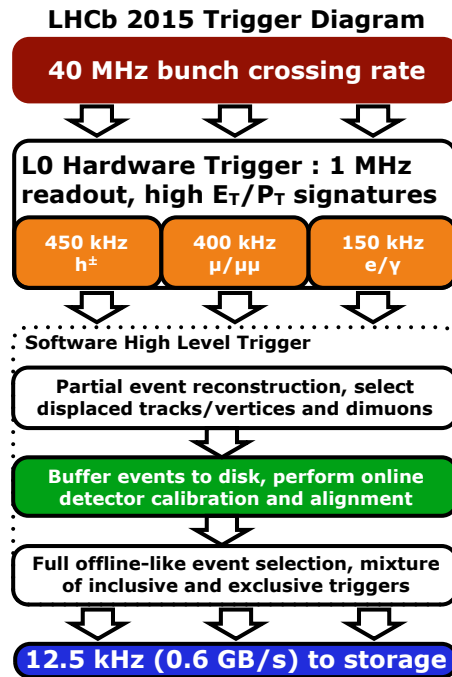 LHCb 2015 Trigger Diagram
40 MHz bunch crossing rate
L0 Hardware Trigger : 1 MHz
readout, high E_T/P_T signatures
450 kHz
h±
400 kHz
µ/µµ
150 kHz
e/γ
Software High Level Trigger
Partial event reconstruction, select
displaced tracks/vertices and dimuons
Buffer events to disk, perform online
detector calibration and alignment
Full offline-like event selection, mixture
of inclusive and exclusive triggers
12.5 kHz (0.6 GB/s) to storage